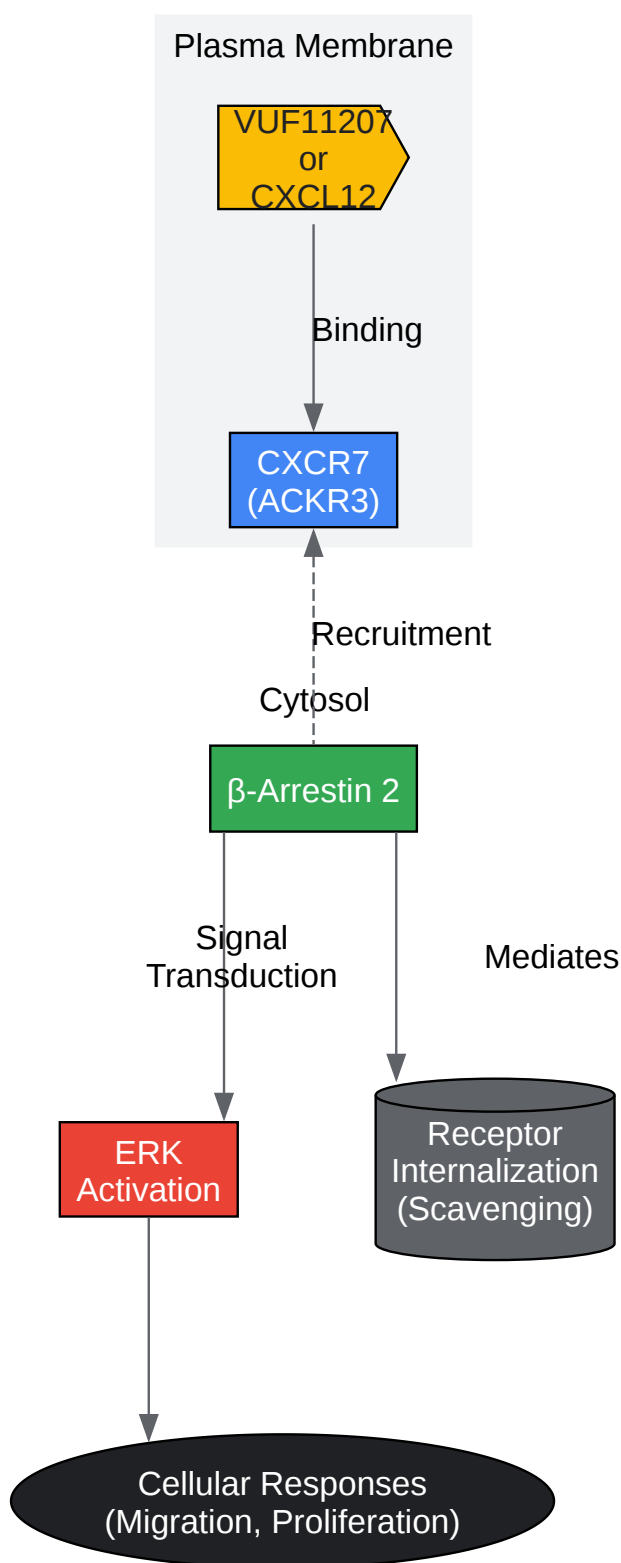 Plasma Membrane
VUF11207
or
CXCL12
Binding
CXCR7
(ACKR3)
Recruitment
Cytosol
β-Arrestin 2
Signal
Transduction
Mediates
ERK
Activation
Receptor
Internalization
(Scavenging)
Cellular Responses
(Migration, Proliferation)